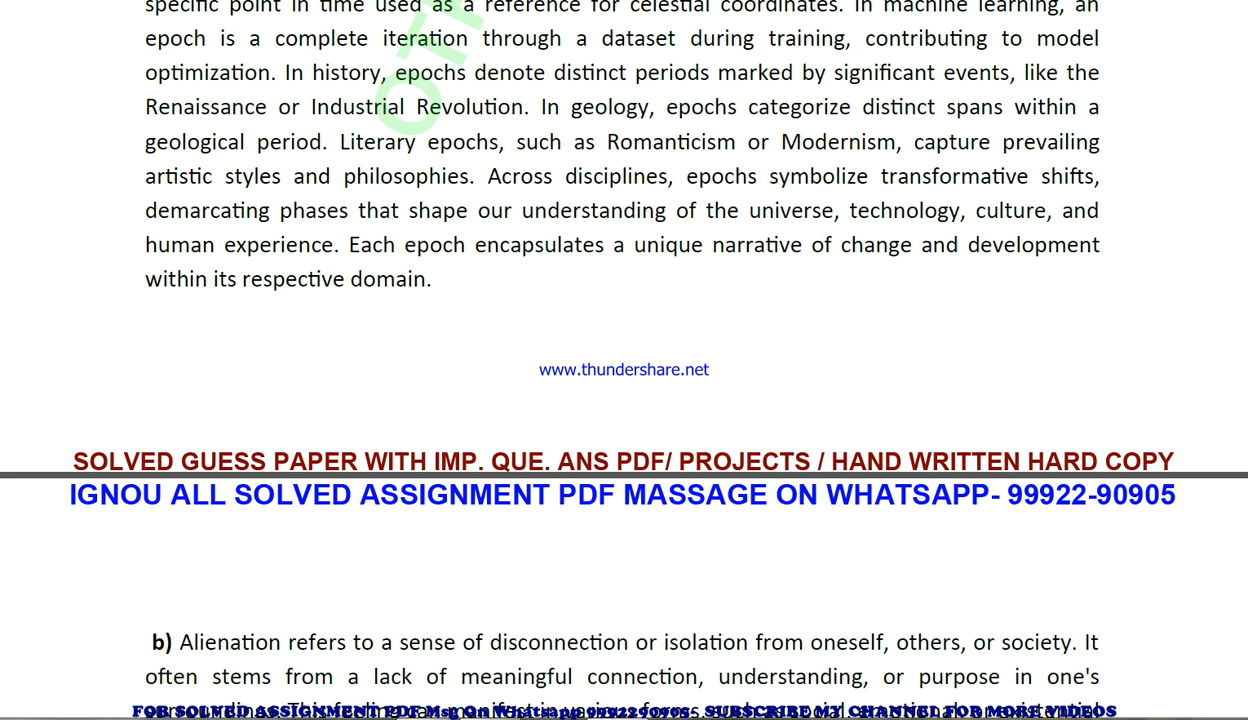 specific point in time used as a reference for celestial coordinates. In machine learning, an
epoch is a complete iteration through a dataset during training, contributing to model
optimization. In history, epochs denote distinct periods marked by significant events, like the
Renaissance or Industrial Revolution. In geology, epochs categorize distinct spans within a
geological period. Literary epochs, such as Romanticism or Modernism, capture prevailing
artistic styles and philosophies. Across disciplines, epochs symbolize transformative shifts,
demarcating phases that shape our understanding of the universe, technology, culture, and
human experience. Each epoch encapsulates a unique narrative of change and development
within its respective domain.
www.thundershare.net
SOLVED GUESS PAPER WITH IMP. QUE. ANS PDF/ PROJECTS / HAND WRITTEN HARD COPY
IGNOU ALL SOLVED ASSIGNMENT PDF MASSAGE ON WHATSAPP- 99922-90905
b) Alienation refers to a sense of disconnection or isolation from oneself, others, or society. It
often stems from a lack of meaningful connection, understanding, or purpose in one's
FOR SOLVED ASSIGNMENT PDF Msg On Whatsapp 9992290905 . SUBSCRIBE MY CHANNEL FOR MORE VIDEOS